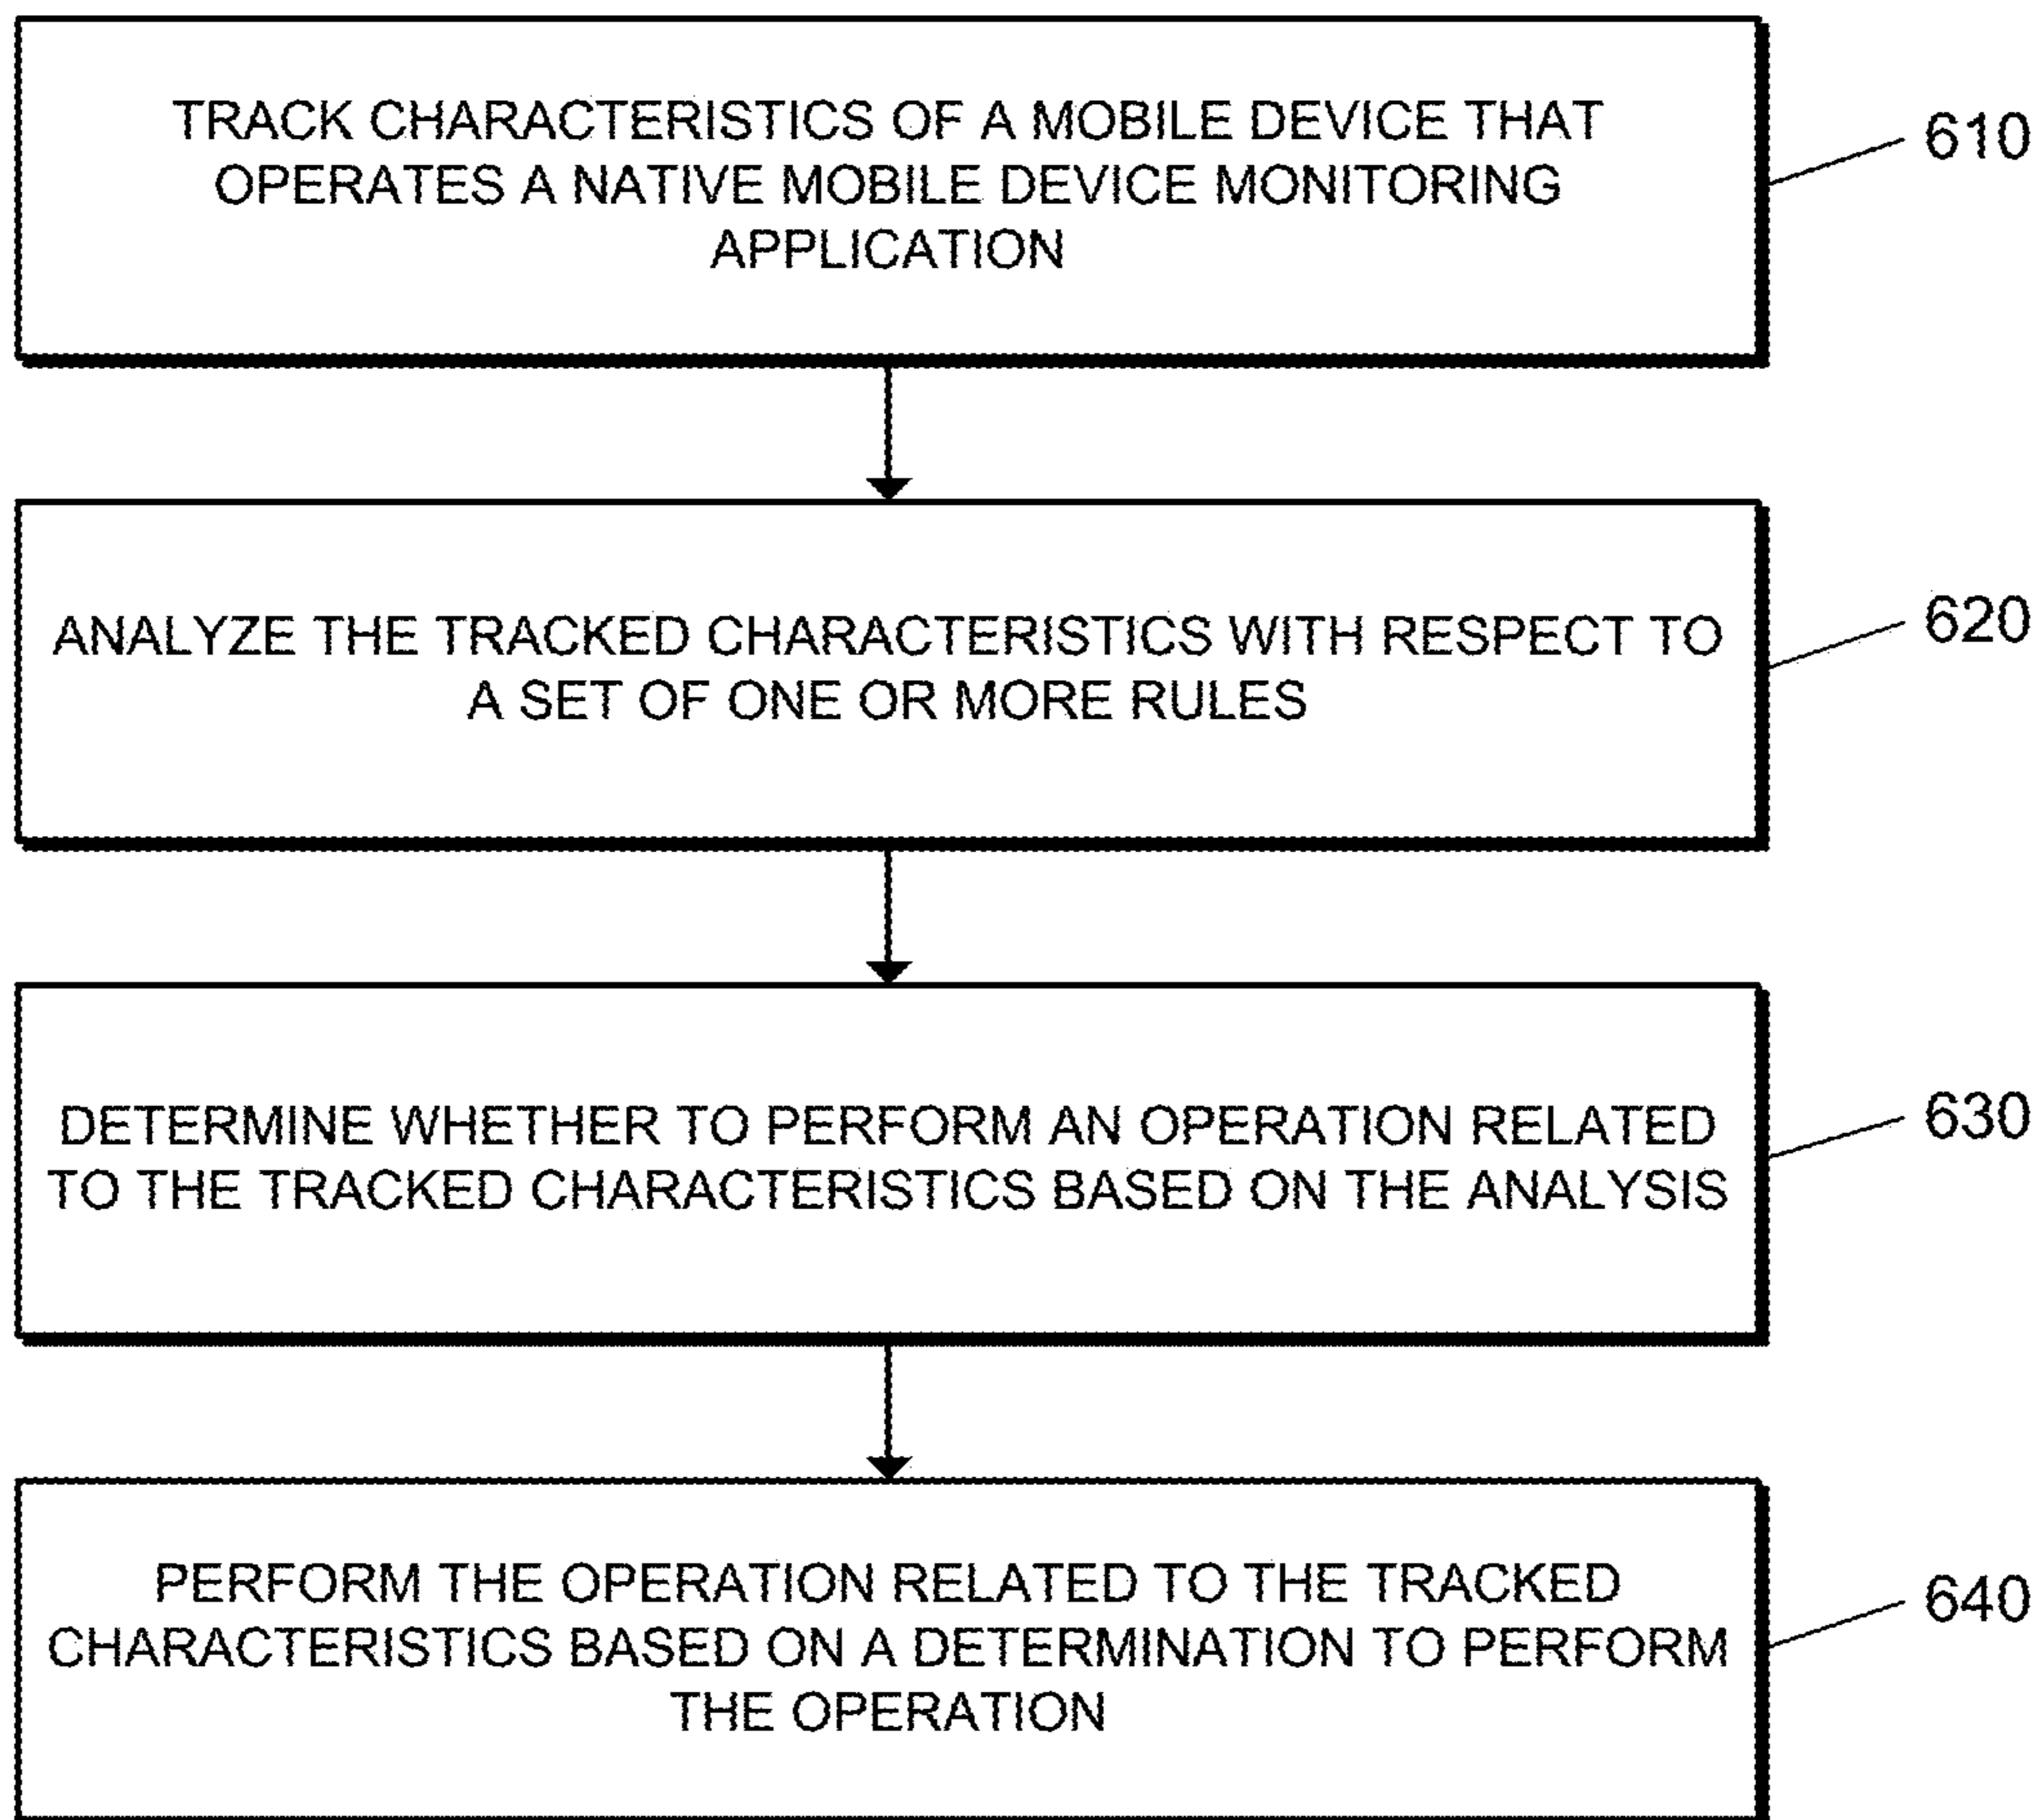 TRACK CHARACTERISTICS OF A MOBILE DEVICE THAT
OPERATES A NATIVE MOBILE DEVICE MONITORING
APPLICATION
610
ANALYZE THE TRACKED CHARACTERISTICS WITH RESPECT TO
A SET OF ONE OR MORE RULES
620
DETERMINE WHETHER TO PERFORM AN OPERATION RELATED
TO THE TRACKED CHARACTERISTICS BASED ON THE ANALYSIS
630
PERFORM THE OPERATION RELATED TO THE TRACKED
CHARACTERISTICS BASED ON A DETERMINATION TO PERFORM
THE OPERATION
640